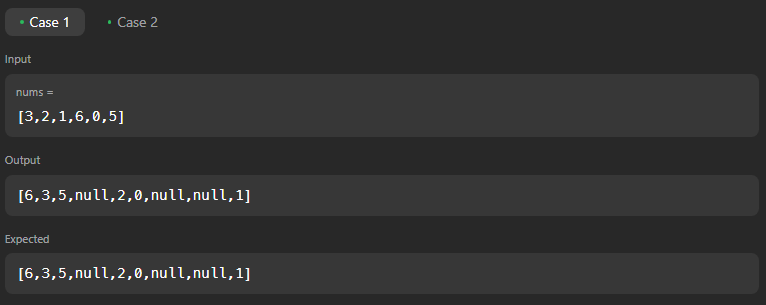 Case 1
Case 2
Input
nums =
[3,2,1,6,0,5]
Output
[6,3,5,null,2,0,null,null,1]
Expected
[6,3,5,null,2,0,null,null,1]